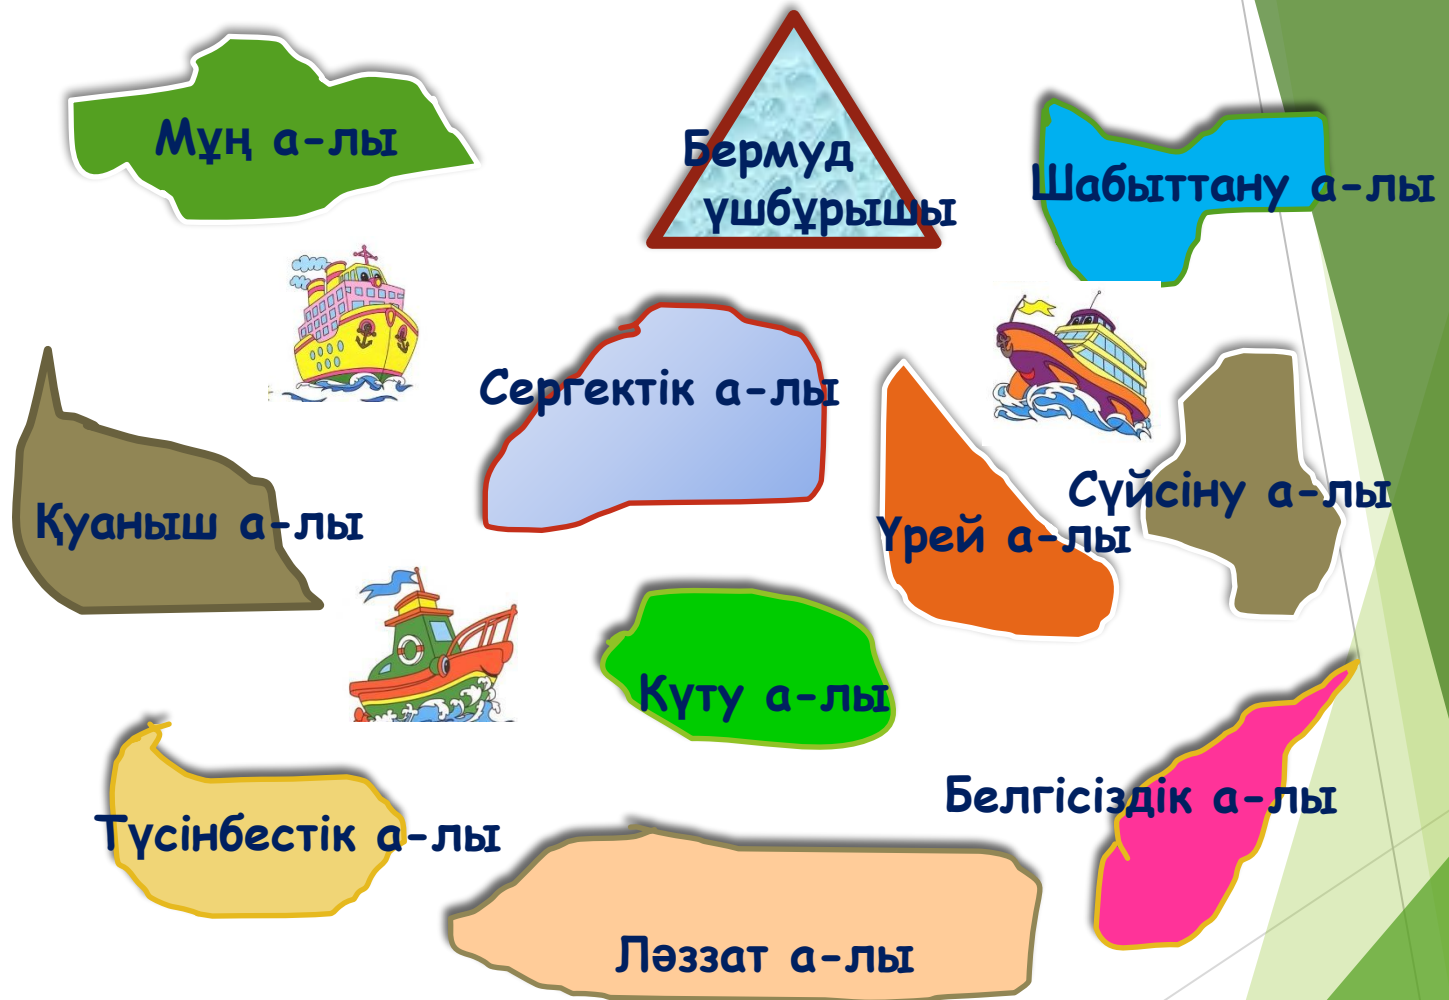 Мұң а-лы
Бермуд
үшбұрышы
Шабыттану а-лы
Сергектік а-лы
Сүйсіну а-лы
Қуаныш а-лы
Үрей а-лы
Күту а-лы
Белгісіздік а-лы
Түсінбестік а-лы
Ләззат а-лы